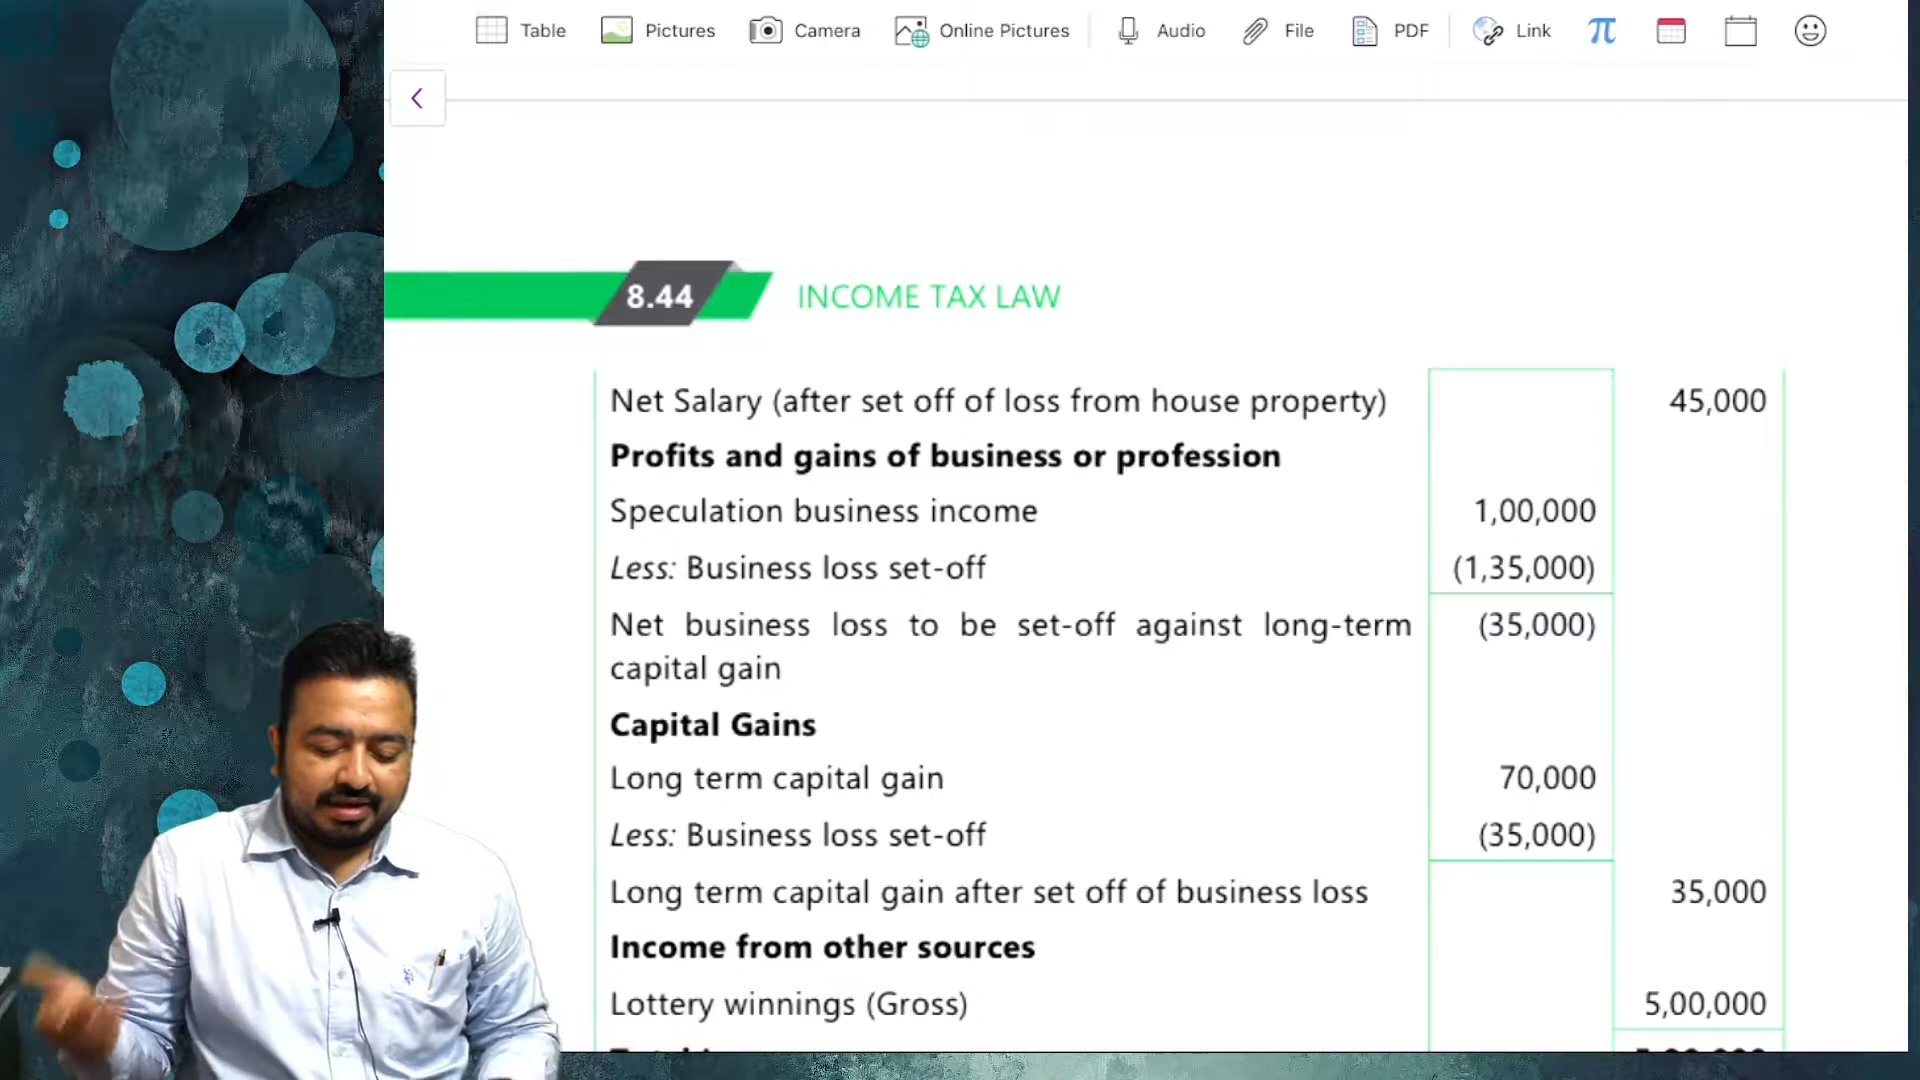 Table Pictures Camera Online Pictures Audio File PDF Link
8.44 INCOME TAX LAW
Net Salary (after set off of loss from house property) 45,000
Profits and gains of business or profession
Speculation business income 1,00,000
Less: Business loss set-off (1,35,000)
Net business loss to be set-off against long-term (35,000)
capital gain
Capital Gains
Long term capital gain 70,000
Less: Business loss set-off (35,000)
Long term capital gain after set off of business loss 35,000
Income from other sources
Lottery winnings (Gross) 5,00,000